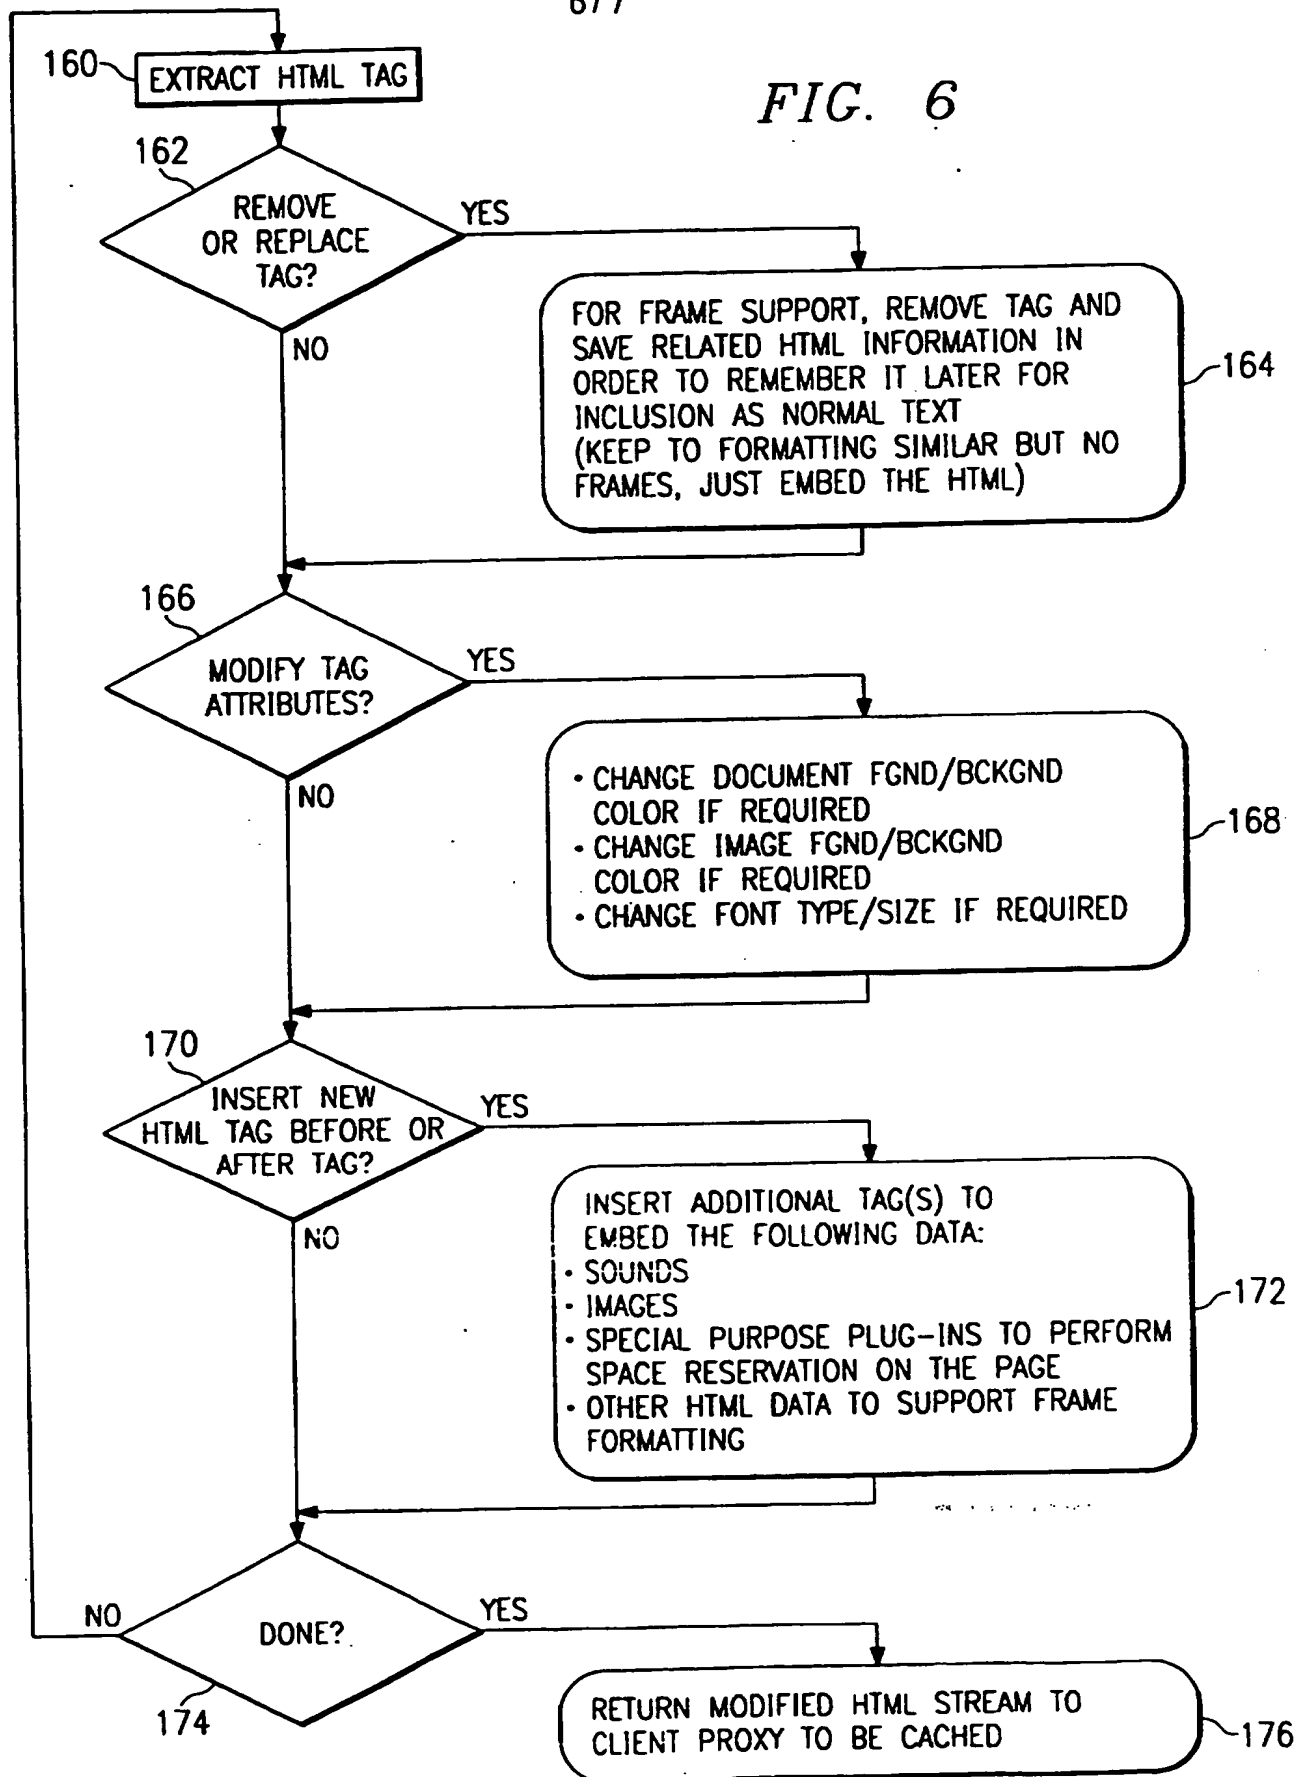 160
EXTRACT HTML TAG
FIG. 6
162
REMOVE
OR REPLACE
TAG?
YES
NO
FOR FRAME SUPPORT, REMOVE TAG AND
SAVE RELATED HTML INFORMATION IN
ORDER TO REMEMBER IT LATER FOR
INCLUSION AS NORMAL TEXT
(KEEP TO FORMATTING SIMILAR BUT NO
FRAMES, JUST EMBED THE HTML)
164
166
MODIFY TAG
ATTRIBUTES?
YES
NO
• CHANGE DOCUMENT FGND/BCKGND
COLOR IF REQUIRED
• CHANGE IMAGE FGND/BCKGND
COLOR IF REQUIRED
• CHANGE FONT TYPE/SIZE IF REQUIRED
168
170
INSERT NEW
HTML TAG BEFORE OR
AFTER TAG?
YES
NO
INSERT ADDITIONAL TAG(S) TO
EMBED THE FOLLOWING DATA:
• SOUNDS
• IMAGES
• SPECIAL PURPOSE PLUG-INS TO PERFORM
SPACE RESERVATION ON THE PAGE
• OTHER HTML DATA TO SUPPORT FRAME
FORMATTING
172
NO
DONE?
YES
174
RETURN MODIFIED HTML STREAM TO
CLIENT PROXY TO BE CACHED
176